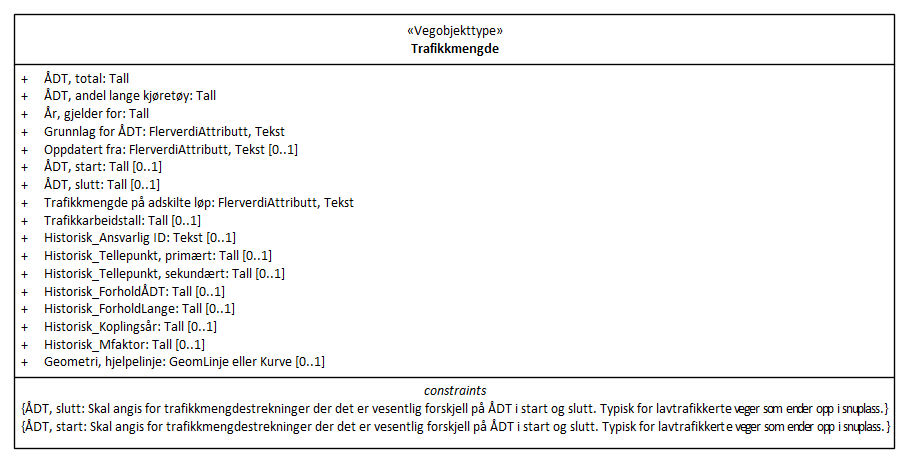 «Vegobjekttype»
Trafikkmengde
+ ÅDT, total: Tall
+ ÅDT, andel lange kjøretøy: Tall
+ År, gjelder for: Tall
+ Grunnlag for ÅDT: FlerverdiAttributt, Tekst
+ Oppdatert fra: FlerverdiAttributt, Tekst [0..1]
+ ÅDT, start: Tall [0..1]
+ ÅDT, slutt: Tall [0..1]
+ Trafikkmengde på adskilte løp: FlerverdiAttributt, Tekst
+ Trafikkarbeidstall: Tall [0..1]
+ Historisk_Ansvarlig ID: Tekst [0..1]
+ Historisk_Tellepunkt, primært: Tall [0..1]
+ Historisk_Tellepunkt, sekundært: Tall [0..1]
+ Historisk_ForholdÅDT: Tall [0..1]
+ Historisk_ForholdLange: Tall [0..1]
+ Historisk_Koplingsår: Tall [0..1]
+ Historisk_Mfaktor: Tall [0..1]
+ Geometri, hjelpelinje: GeomLinje eller Kurve [0..1]
constraints
{ÅDT, slutt: Skal angis for trafikkmengdestrekninger der det er vesentlig forskjell på ÅDT i start og slutt. Typisk for lavtrafikkerte veger som ender opp i snuplass.}
{ÅDT, start: Skal angis for trafikkmengdestrekninger der det er vesentlig forskjell på ÅDT i start og slutt. Typisk for lavtrafikkerte veger som ender opp i snuplass.}